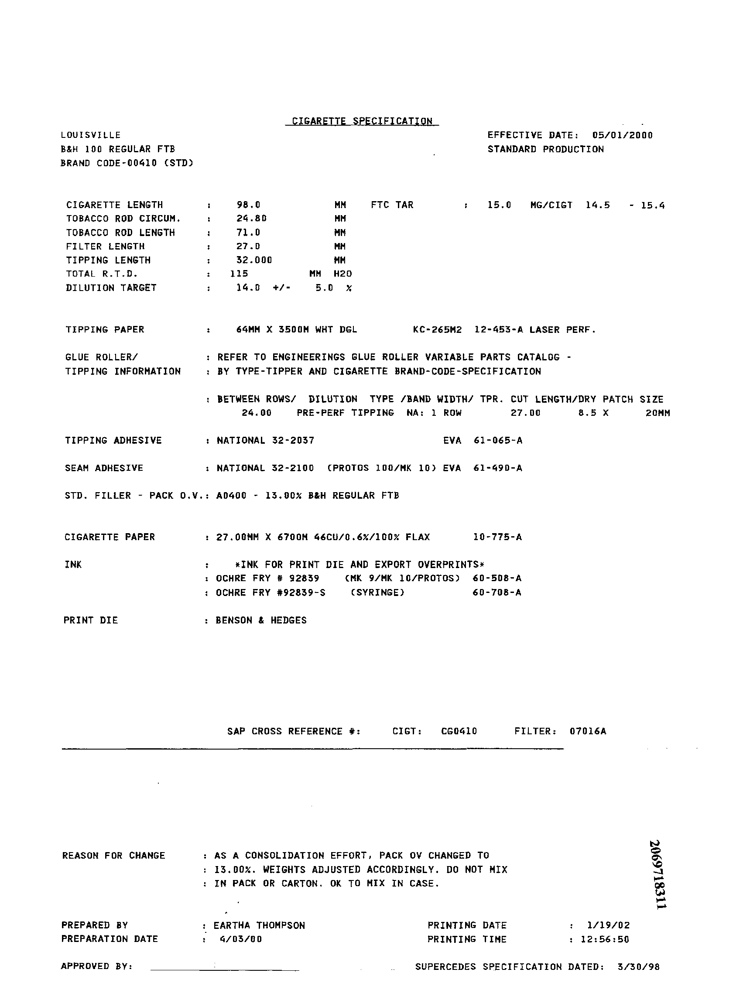 CIGARETTE SPECIFICATION
LOUISVILLE EFFECTIVE DATE: 05/01/2000
B&H 100 REGULAR FTB STANDARD PRODUCTION
BRAND CODE-00410 (STD)
CIGARETTE LENGTH : 98.0 MM FTC TAR : 15.0 MG/CIGT 14.5 - 15.4
TOBACCO ROD CIRCUM. : 24.80 MM
TOBACCO ROD LENGTH : 71.0 MM
FILTER LENGTH : 27.0 MM
TIPPING LENGTH : 32.000 MM
TOTAL R.T.D. : 115 MM H2O
DILUTION TARGET : 14.0 +/- 5.0 %
TIPPING PAPER : 64MM X 3500M WHT DGL KC-265M2 12-453-A LASER PERF.
GLUE ROLLER/ : REFER TO ENGINEERINGS GLUE ROLLER VARIABLE PARTS CATALOG -
TIPPING INFORMATION : BY TYPE-TIPPER AND CIGARETTE BRAND-CODE-SPECIFICATION
: BETWEEN ROWS/ DILUTION TYPE /BAND WIDTH/ TPR. CUT LENGTH/DRY PATCH SIZE
24.00 PRE-PERF TIPPING NA: 1 ROW 27.00 8.5 X 20MM
TIPPING ADHESIVE : NATIONAL 32-2037 EVA 61-065-A
SEAM ADHESIVE : NATIONAL 32-2100 (PROTOS 100/MK 10) EVA 61-490-A
STD. FILLER - PACK O.V.: AD400 - 13.00% B&H REGULAR FTB
CIGARETTE PAPER : 27.00MM X 6700M 46CU/0.6%/100% FLAX 10-775-A
INK : *INK FOR PRINT DIE AND EXPORT OVERPRINTS*
: OCHRE FRY # 92839 (MK 9/MK 10/PROTOS) 60-508-A
: OCHRE FRY #92839-S (SYRINGE) 60-708-A
PRINT DIE : BENSON & HEDGES
SAP CROSS REFERENCE #: CIGT: CG0410 FILTER: 07016A
REASON FOR CHANGE : AS A CONSOLIDATION EFFORT, PACK OV CHANGED TO
: 13.00%. WEIGHTS ADJUSTED ACCORDINGLY. DO NOT MIX
: IN PACK OR CARTON. OK TO MIX IN CASE.
2069718311
PREPARED BY : EARTHA THOMPSON PRINTING DATE : 1/19/02
PREPARATION DATE : 4/03/00 PRINTING TIME : 12:56:50
APPROVED BY: SUPERCEDES SPECIFICATION DATED: 3/30/98